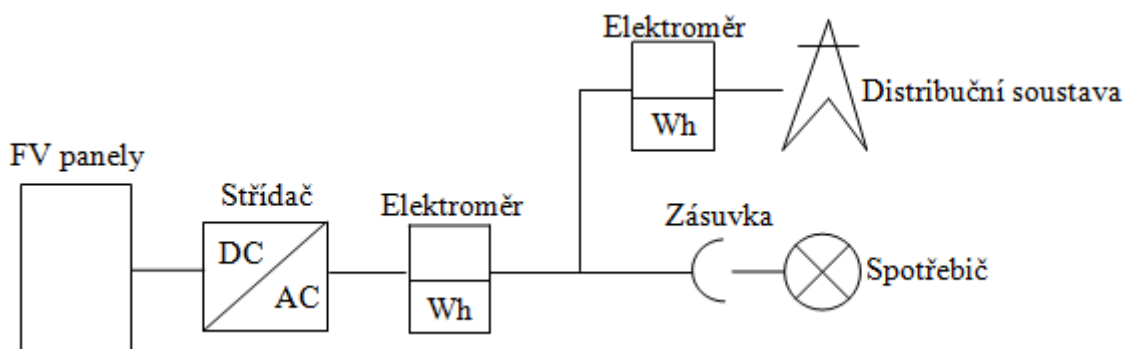 Elektroměr
Wh
Distribuční soustava
FV panely
Střídač
DC
AC
Elektroměr
Wh
Zásuvka
Spotřebič